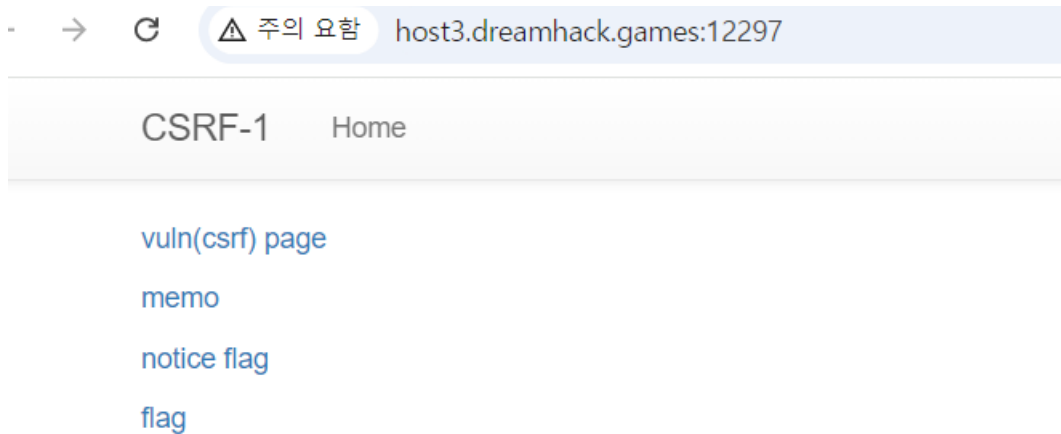 주의 요함 host3.dreamhack.games:12297
CSRF-1 Home
vuln(csrf) page
memo
notice flag
flag